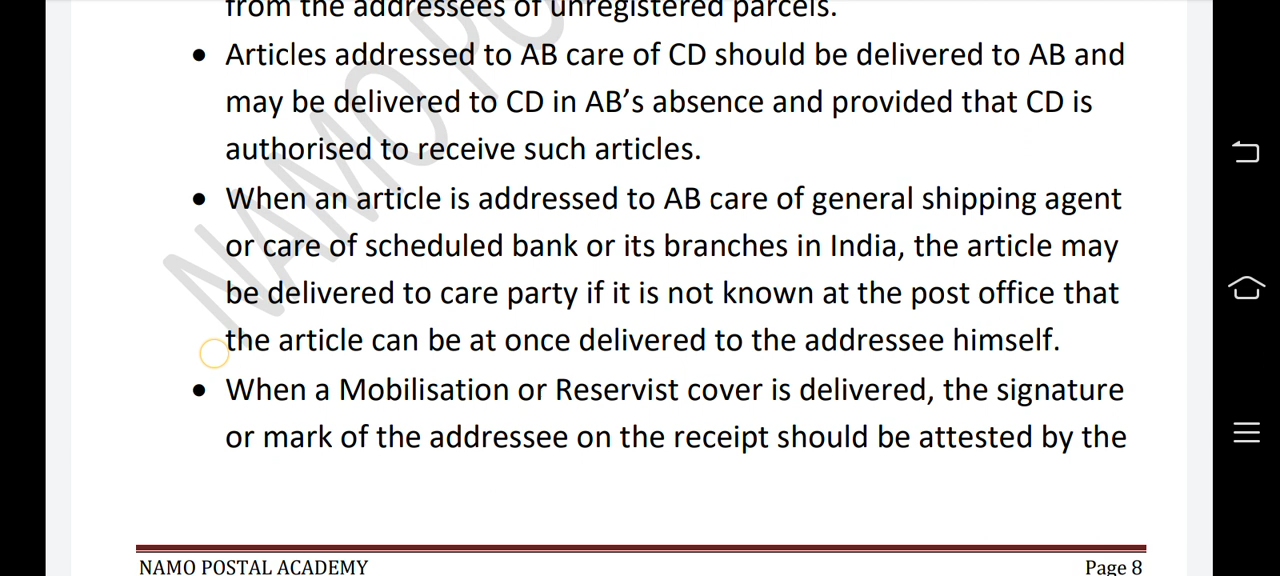 from the addressees of unregistered parcels.
• Articles addressed to AB care of CD should be delivered to AB and
may be delivered to CD in AB’s absence and provided that CD is
authorised to receive such articles.
• When an article is addressed to AB care of general shipping agent
or care of scheduled bank or its branches in India, the article may
be delivered to care party if it is not known at the post office that
the article can be at once delivered to the addressee himself.
• When a Mobilisation or Reservist cover is delivered, the signature
or mark of the addressee on the receipt should be attested by the
NAMO PO
NAMO POSTAL ACADEMY Page 8